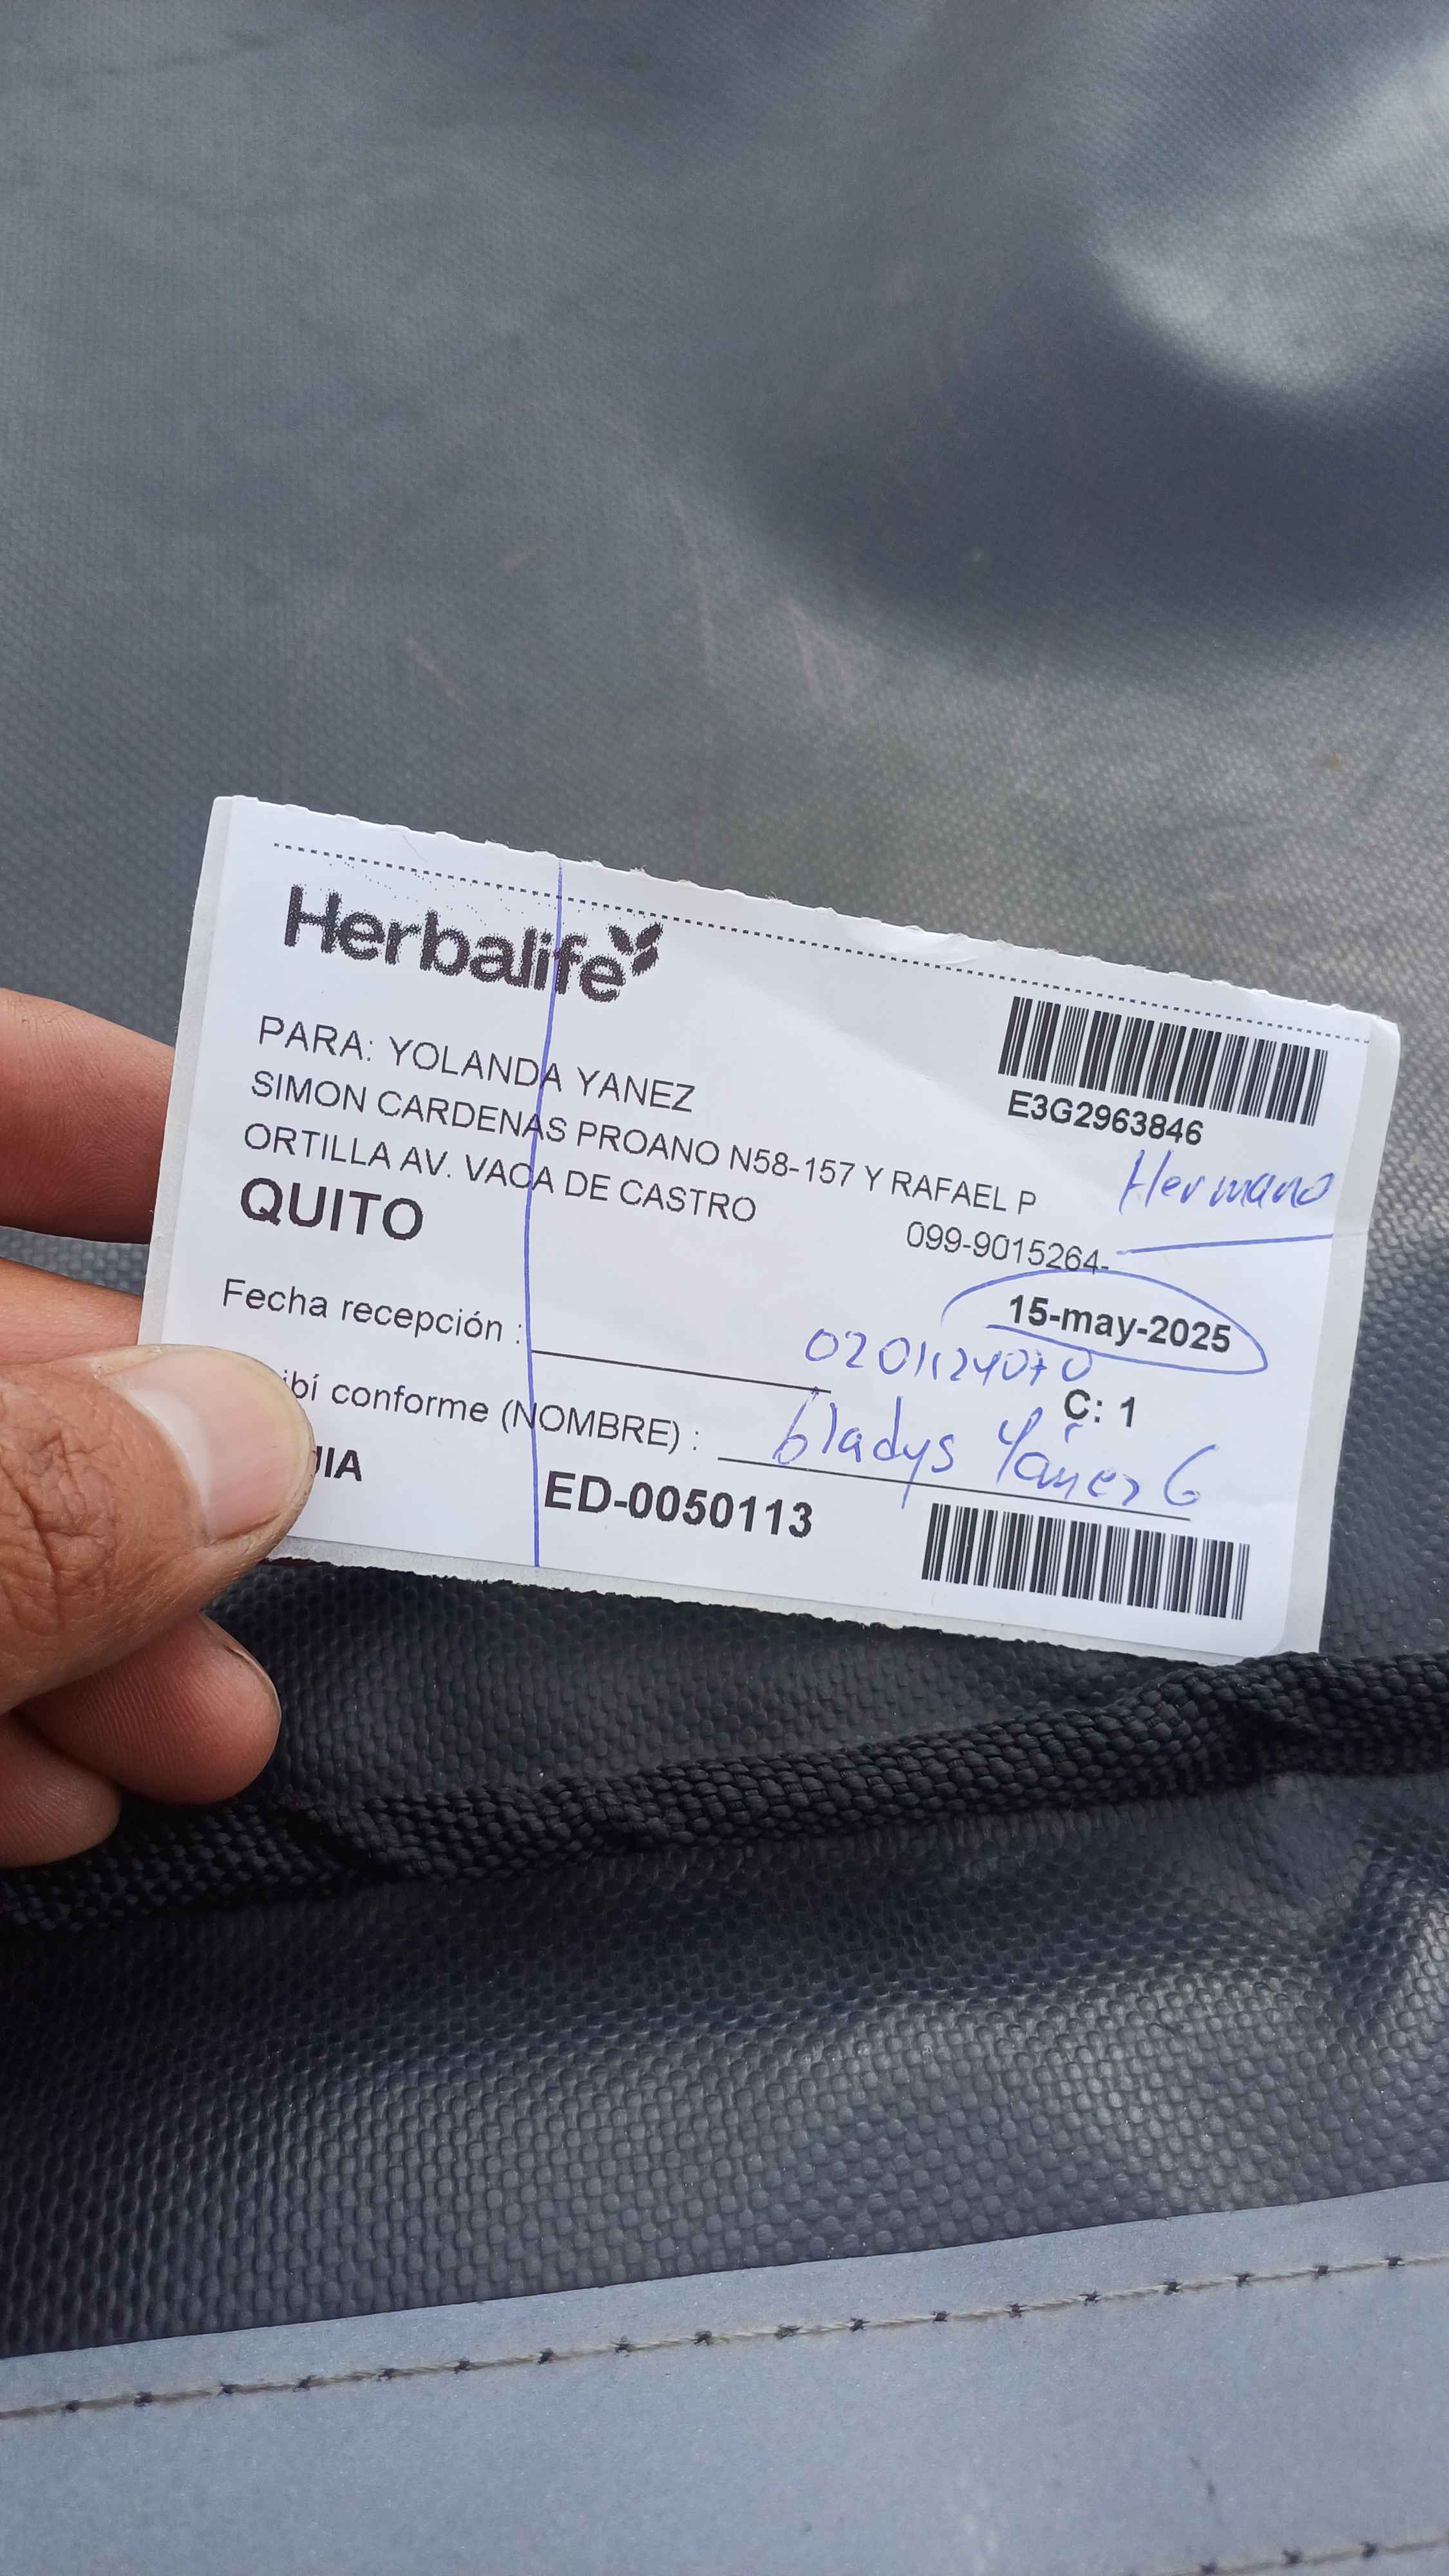 Herbalife
E3G2963846
PARA: YOLANDA YANEZ
SIMON CARDENAS PROANO N58-157 Y RAFAEL P
ORTILLA AV. VACA DE CASTRO
Hermano
QUITO
099-9015264-
15-may-2025
Fecha recepción :
0201124070
C: 1
ibí conforme (NOMBRE) : Gladys Yánez G
UIA
ED-0050113